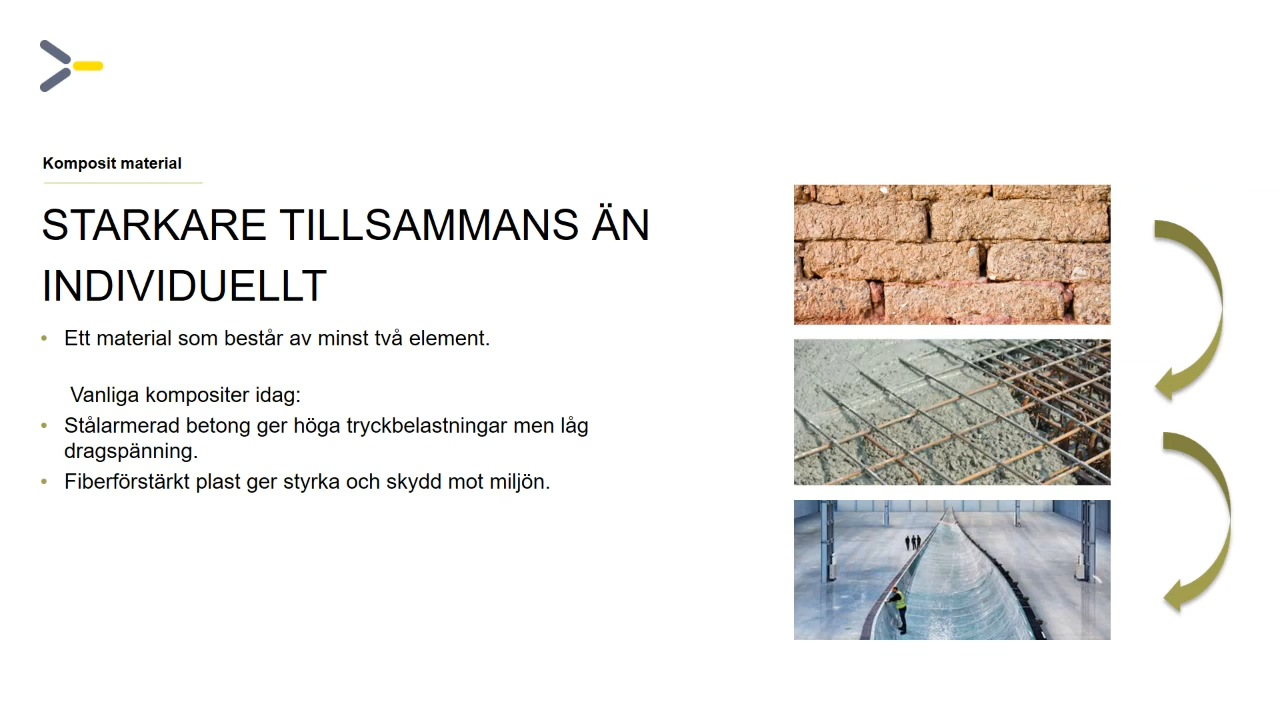 Komposit material
STARKARE TILLSAMMANS ÄN
INDIVIDUELLT
• Ett material som består av minst två element.
Vanliga kompositer idag:
• Stålarmerad betong ger höga tryckbelastningar men låg
dragspänning.
• Fiberförstärkt plast ger styrka och skydd mot miljön.